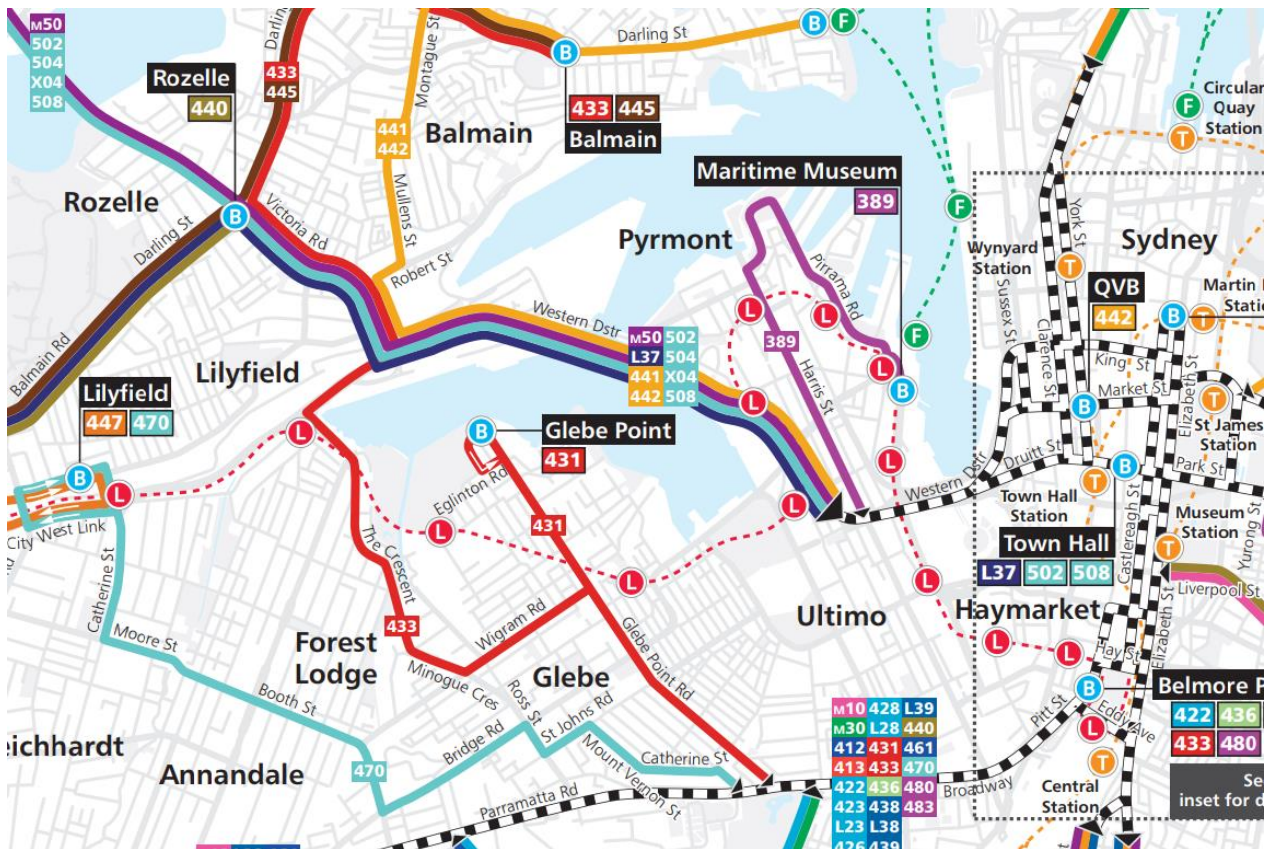 M50
502
504
X04
508
Rozelle
440
433
445
Darling
Montague St
Darling St
B
F
B
433 445
Balmain
441
442
Balmain
Mullens St
Maritime Museum
389
F
Circular
Quay
Station
T
Rozelle
Darling St
B
Victoria Rd
Robert St
Pyrmont
Pirrama Rd
F
Wynyard
Station
York St
T
Sydney
QVB
442
Martin
B
T
Balmain Rd
Lilyfield
Western Dstr
M50 502
L37 504
441 X04
442 508
L
L
389
Harris St
L
F
B
Sussex St
Clarence St
King St
Market St
B
Elizabeth St
T
St James
Station
Lilyfield
447 470
B
L
City West Link
L
B
Glebe Point
431
Eglinton Rd
L
L
L
Western Dstr
Druitt St
B
Park St
T
Town Hall
Station
Castlereagh St
Museum
Station
Yurong St
Town Hall
L37 502 508
T
Liverpool St
The Crescent
L
431
L
L
Catherine St
Moore St
433
Wigram Rd
Glebe Point Rd
Ultimo
Haymarket
L
L
Hay St
Elizabeth St
Forest
Lodge
Minogue Cres
Glebe
Ross St
St Johns Rd
Booth St
Bridge Rd
Mount Vernon St
Catherine St
470
eichhardt
Annandale
Parramatta Rd
M10 428 L39
M30 L28 440
412 431 461
413 433 470
422 436 480
423 438 483
L23 L38
426 439
Broadway
Pitt St
B
Eddy Ave
L
T
Central
Station
Belmore P
422 436
433 480
Se
inset for d